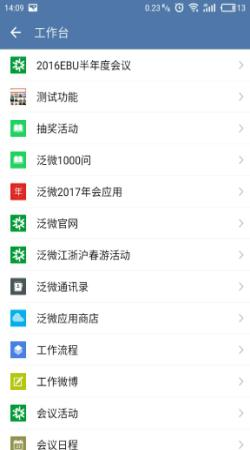 14:09
0.23 ⁒ 13
工作台
2016EBU半年度会议
测试功能
抽奖活动
泛微1000问
年 泛微2017年会应用
泛微官网
泛微江浙沪春游活动
泛微通讯录
泛微应用商店
工作流程
工作微博
会议活动
会议日程